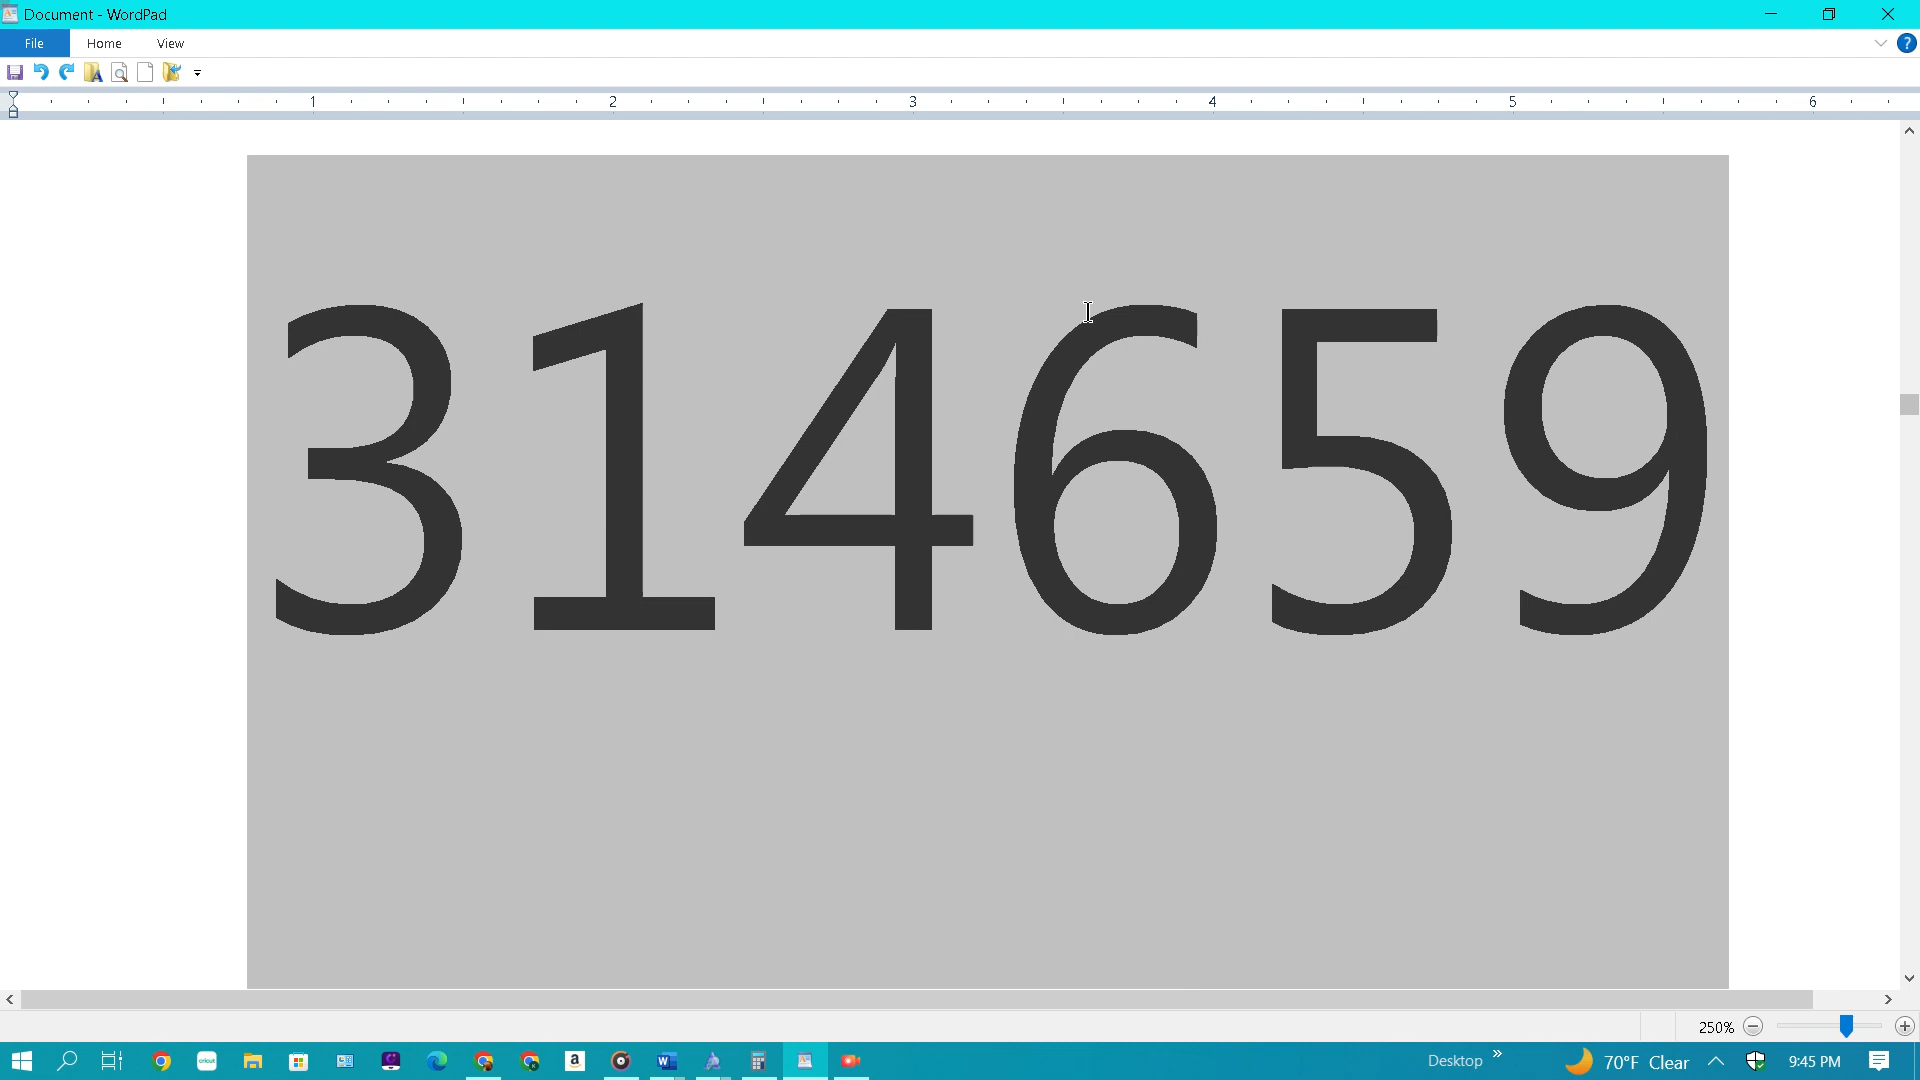 Document - WordPad
File Home View
1 2 3 4 5 6
314659
250%
Desktop » 70°F Clear 9:45 PM